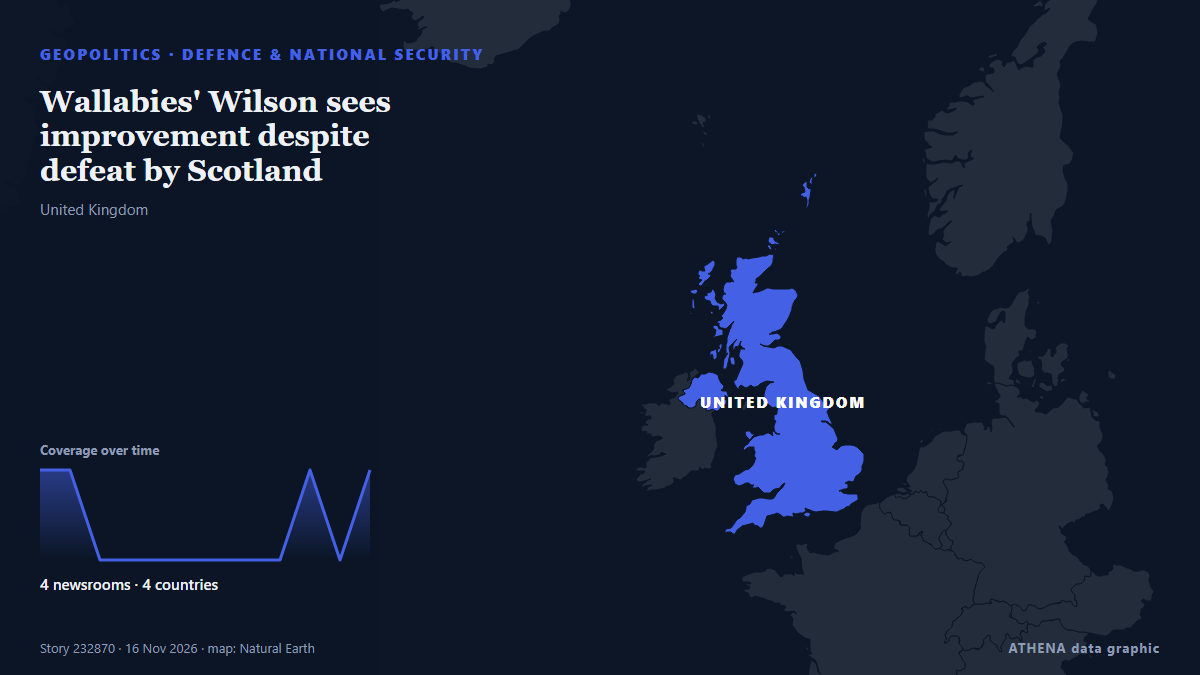 GEOPOLITICS · DEFENCE & NATIONAL SECURITY
Wallabies' Wilson sees
improvement despite
defeat by Scotland
United Kingdom
UNITED KINGDOM
Coverage over time
4 newsrooms · 4 countries
Story 232870 · 16 Nov 2026 · map: Natural Earth
ATHENA data graphic